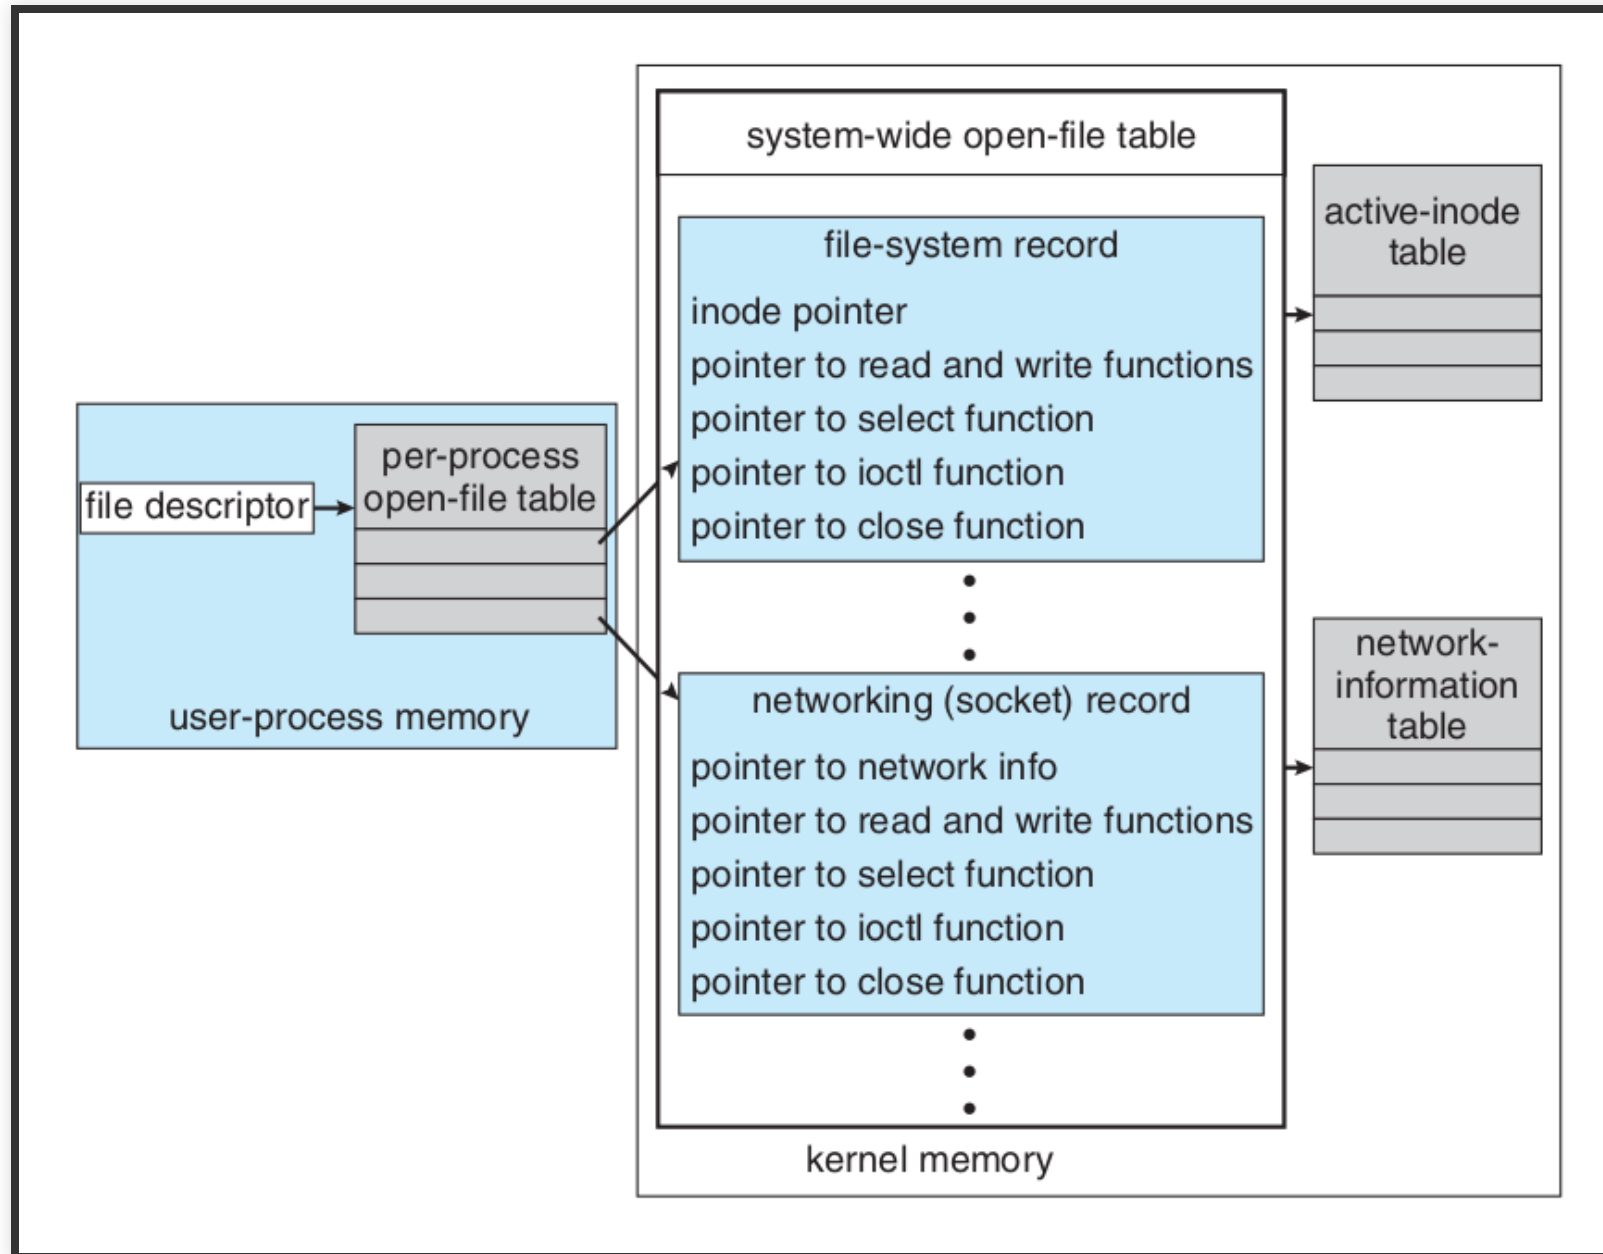 file descriptor
per-process
open-file table
user-process memory
system-wide open-file table
file-system record
inode pointer
pointer to read and write functions
pointer to select function
pointer to ioctl function
pointer to close function
networking (socket) record
pointer to network info
pointer to read and write functions
pointer to select function
pointer to ioctl function
pointer to close function
kernel memory
active-inode
table
network-
information
table